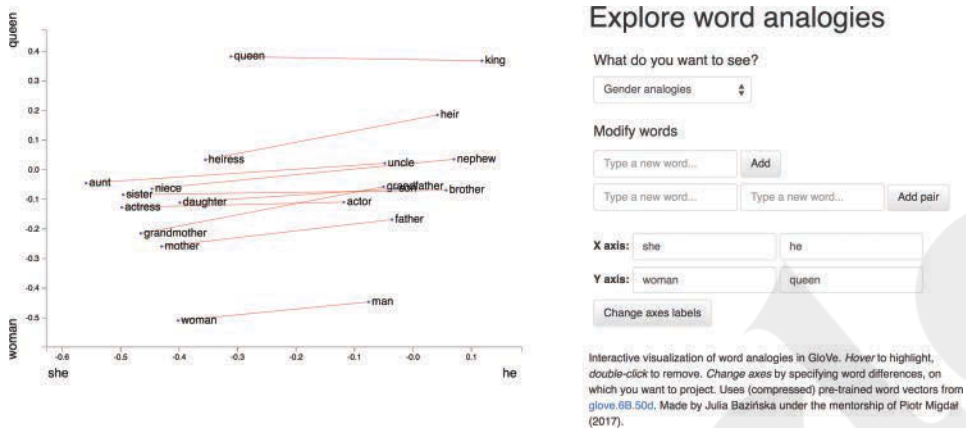 queen
0.4
0.3
0.2
0.1
0.0
-0.1
-0.2
-0.3
-0.4
-0.5
woman
queen
king
heir
heiress
uncle
nephew
aunt
niece
sister
grandfather
son
brother
actress
daughter
actor
father
grandmother
mother
man
woman
-0.6
-0.5
-0.4
-0.3
-0.2
-0.1
-0.0
0.1
she
he
Explore word analogies
What do you want to see?
Gender analogies
Modify words
Type a new word...
Add
Type a new word...
Type a new word...
Add pair
X axis: she he
Y axis: woman queen
Change axes labels
Interactive visualization of word analogies in GloVe. Hover to highlight,
double-click to remove. Change axes by specifying word differences, on
which you want to project. Uses (compressed) pre-trained word vectors from
glove.6B.50d. Made by Julia Bazińska under the mentorship of Piotr Migdał
(2017).